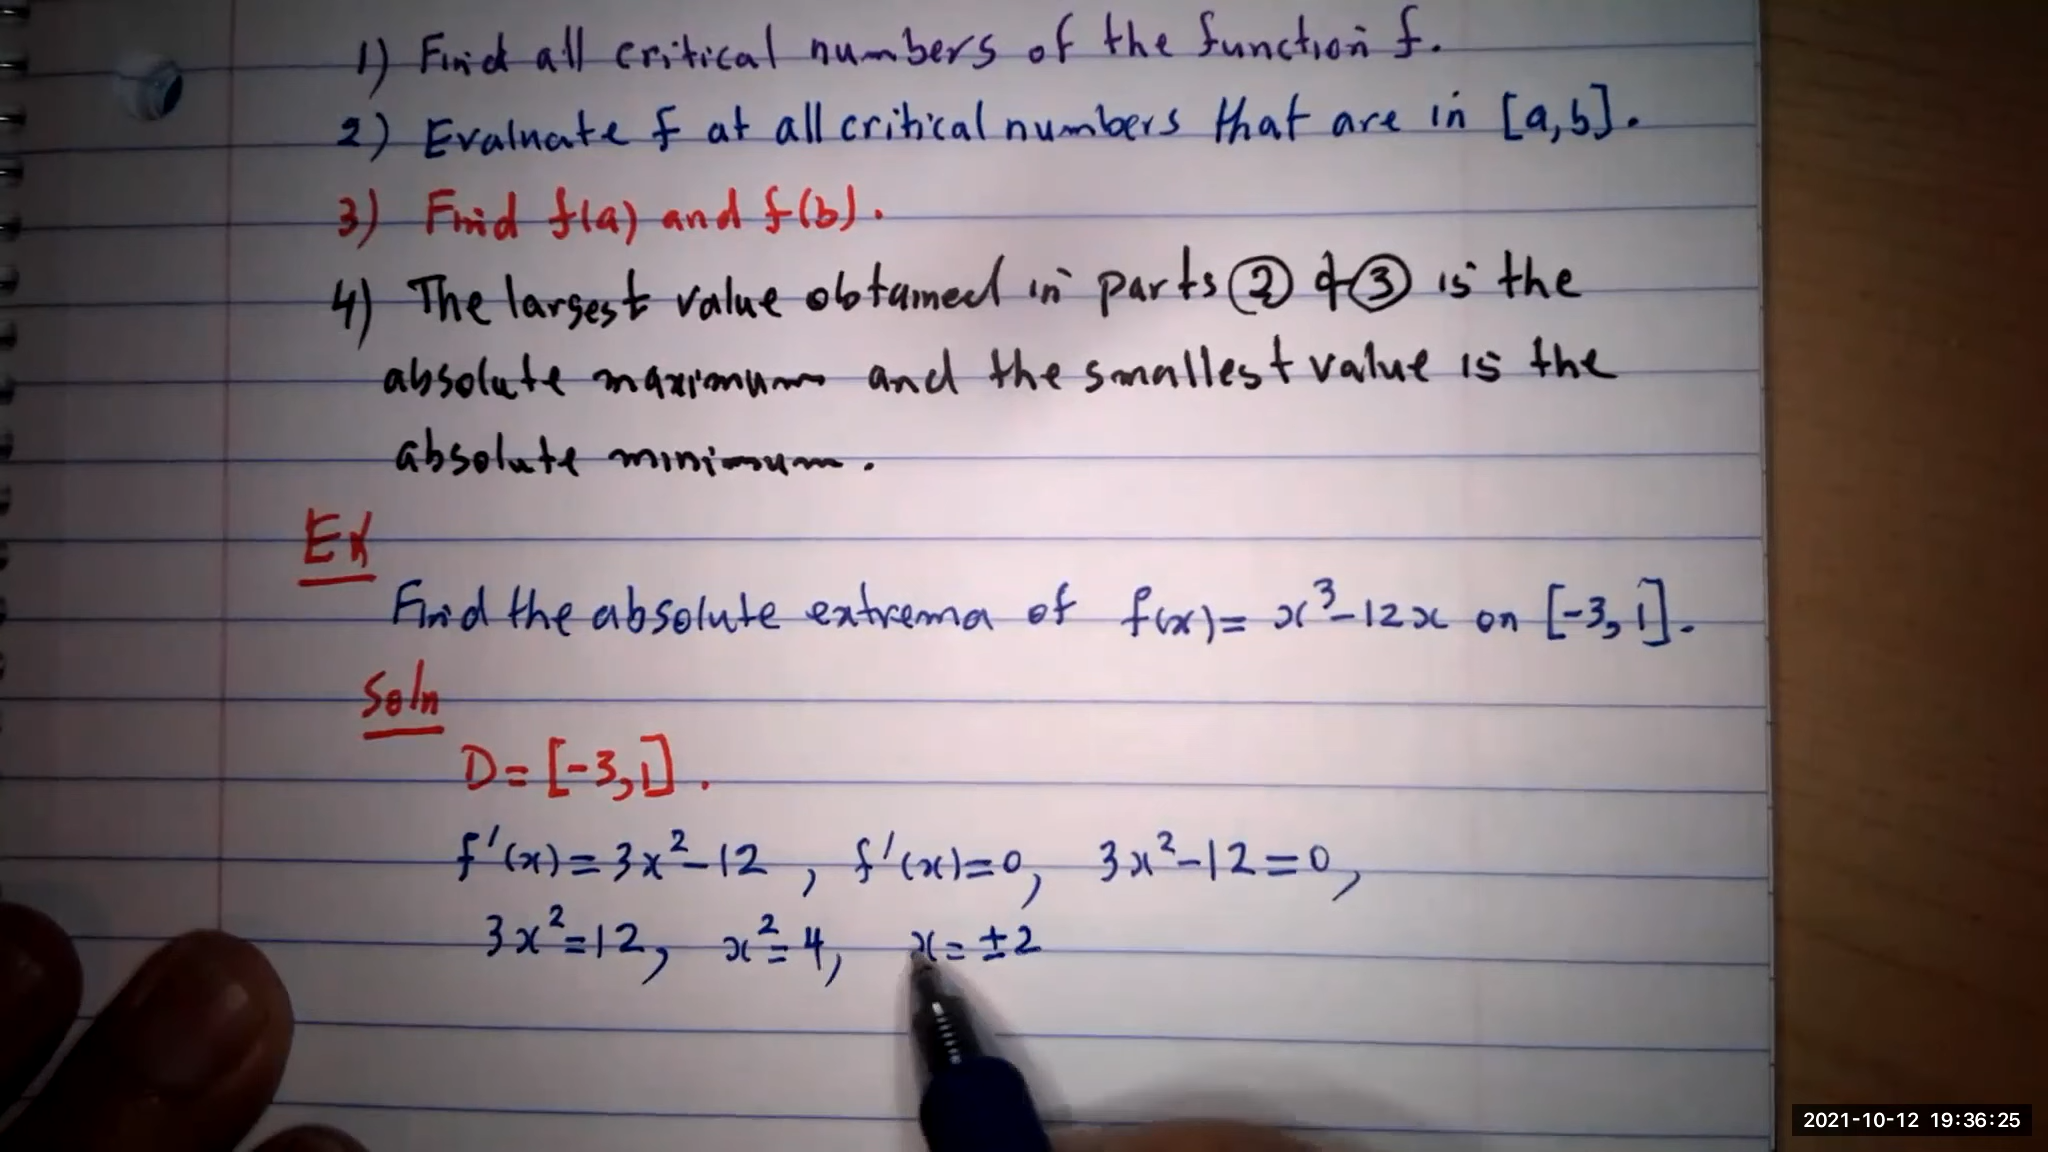 1) Find all critical numbers of the function f.
2) Evaluate f at all critical numbers that are in [a,b].
3) Find f(a) and f(b).
4) The largest value obtained in parts ② & ③ is the
absolute maximum and the smallest value is the
absolute minimum.
Ex
Find the absolute extrema of f(x) = x³-12x on [-3, 1].
Soln
D = [-3, 1].
f'(x) = 3x²-12, f'(x)=0, 3x²-12=0,
3x²=12, x²=4, x=±2
2021-10-12 19:36:25